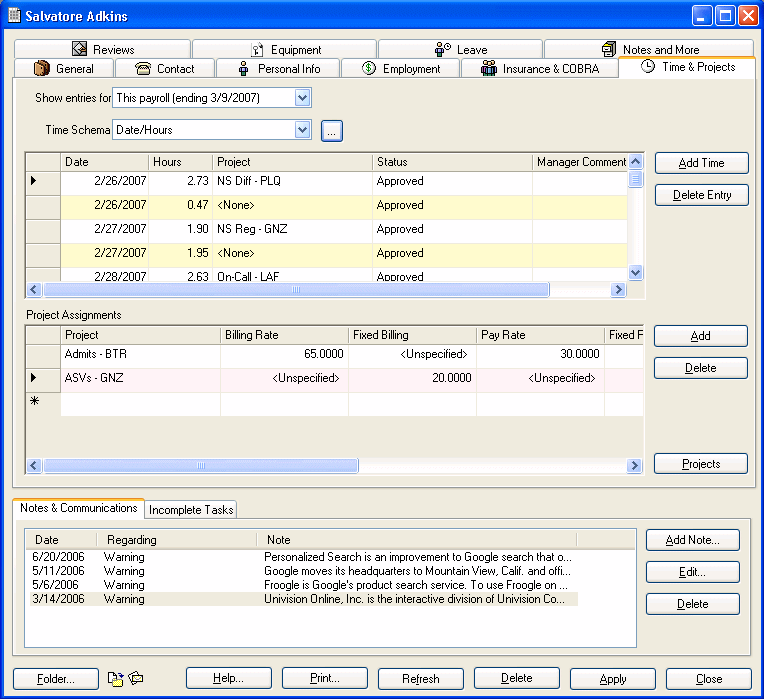 Salvatore Adkins
Reviews Equipment Leave Notes and More
General Contact Personal Info Employment Insurance & COBRA Time & Projects
Show entries for This payroll (ending 3/9/2007)
Time Schema Date/Hours ...
Date Hours Project Status Manager Comment
2/26/2007 2.73 NS Diff - PLQ Approved
2/26/2007 0.47 <None> Approved
2/27/2007 1.90 NS Reg - GNZ Approved
2/27/2007 1.95 <None> Approved
2/28/2007 2.63 On-Call - LAF Approved
Add Time
Delete Entry
Project Assignments
Project Billing Rate Fixed Billing Pay Rate Fixed F
Admits - BTR 65.0000 <Unspecified> 30.0000
ASVs - GNZ <Unspecified> 20.0000 <Unspecified>
Add
Delete
Projects
Notes & Communications Incomplete Tasks
Date Regarding Note
6/20/2006 Warning Personalized Search is an improvement to Google search that o...
5/11/2006 Warning Google moves its headquarters to Mountain View, Calif. and offi...
5/6/2006 Warning Froogle is Google's product search service. To use Froogle on ...
3/14/2006 Warning Univision Online, Inc. is the interactive division of Univision Co...
Add Note...
Edit...
Delete
Folder... Help... Print... Refresh Delete Apply Close